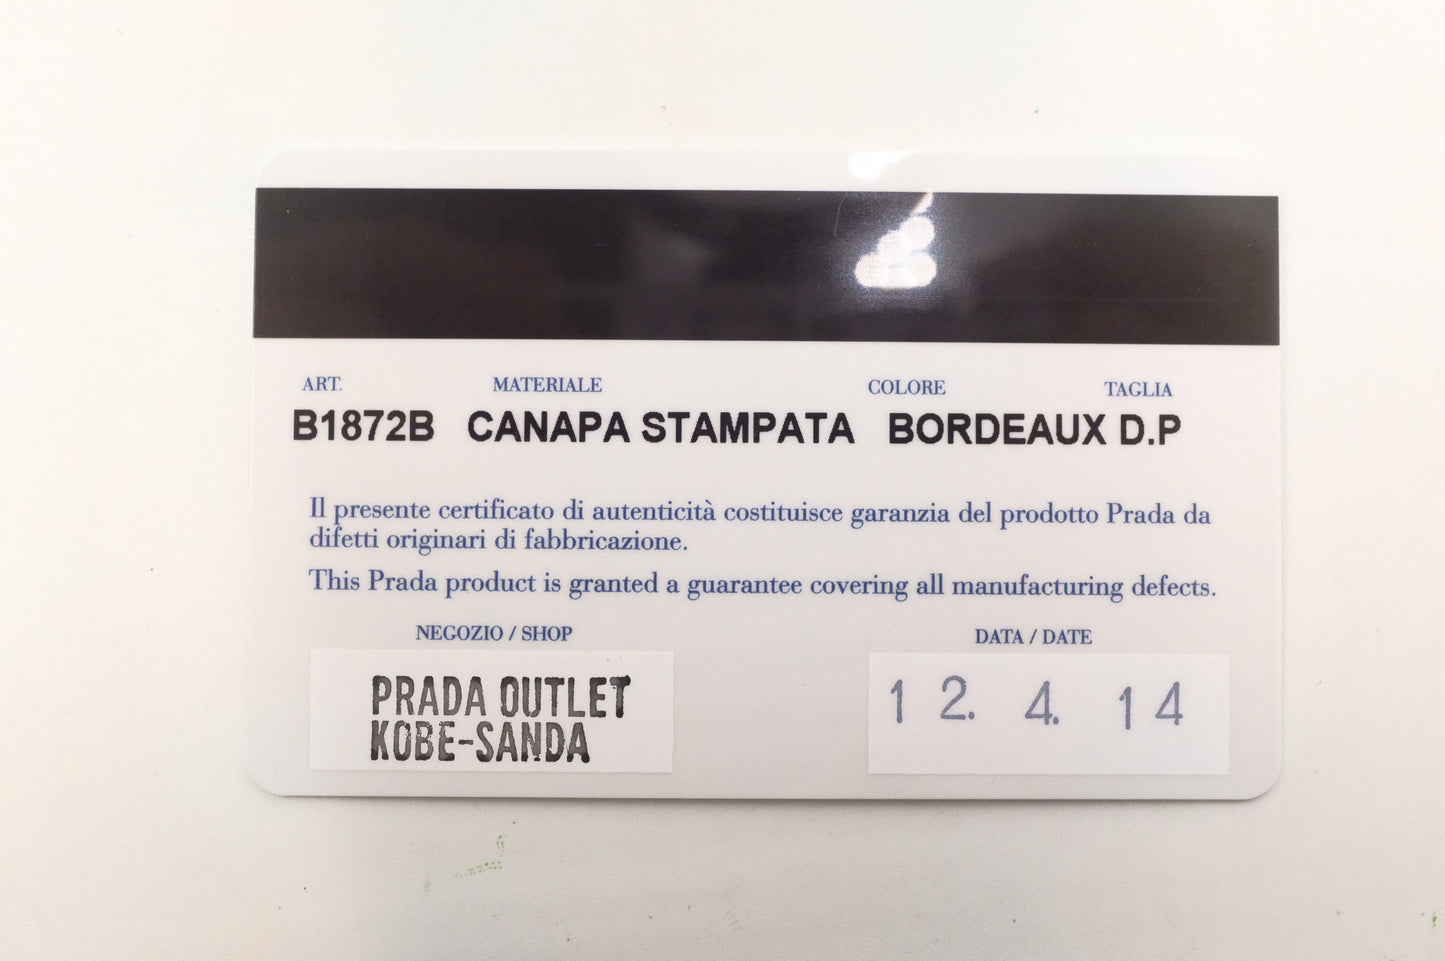 ART. MATERIALE COLORE TAGLIA
B1872B CANAPA STAMPATA BORDEAUX D.P
Il presente certificato di autenticità costituisce garanzia del prodotto Prada da
difetti originari di fabbricazione.
This Prada product is granted a guarantee covering all manufacturing defects.
NEGOZIO / SHOP DATA / DATE
PRADA OUTLET
KOBE-SANDA
12. 4. 14